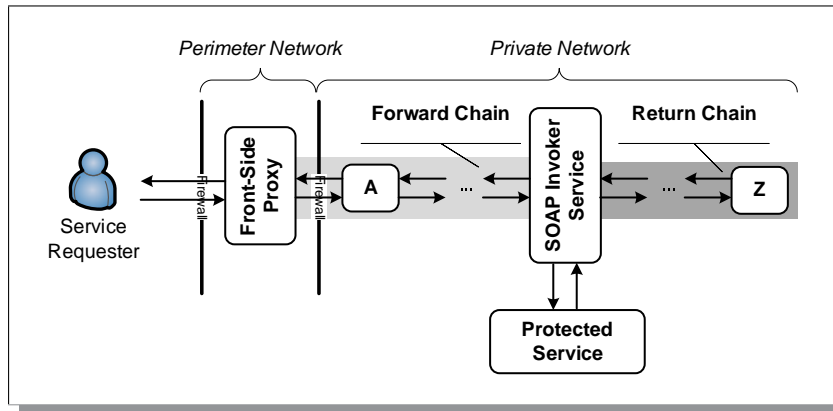 Perimeter Network
Private Network
Forward Chain
Return Chain
Service
Requester
Firewall
Front-Side
Proxy
Firewall
A
...
SOAP Invoker
Service
...
Z
Protected
Service